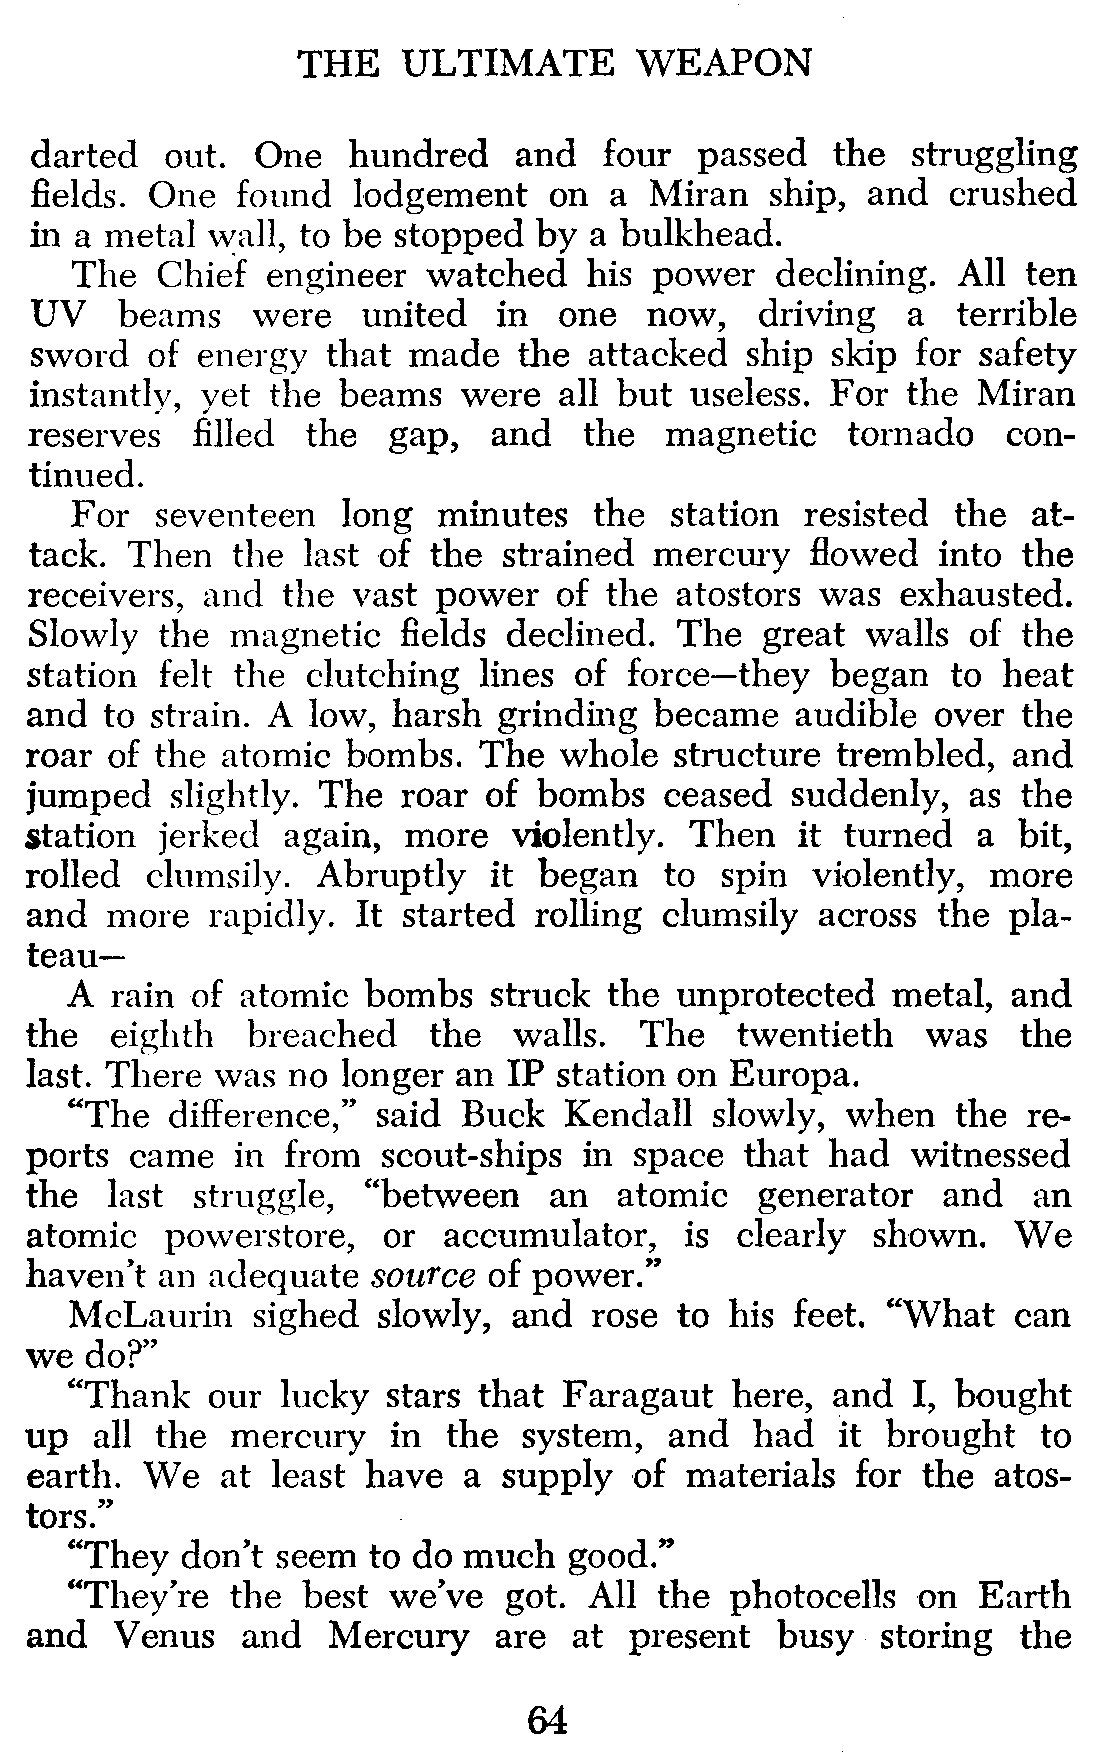 THE ULTIMATE WEAPON
darted out. One hundred and four passed the struggling
fields. One found lodgement on a Miran ship, and crushed
in a metal wall, to be stopped by a bulkhead.
The Chief engineer watched his power declining. All ten
UV beams were united in one now, driving a terrible
sword of energy that made the attacked ship skip for safety
instantly, yet the beams were all but useless. For the Miran
reserves filled the gap, and the magnetic tornado con-
tinued.
For seventeen long minutes the station resisted the at-
tack. Then the last of the strained mercury flowed into the
receivers, and the vast power of the atostors was exhausted.
Slowly the magnetic fields declined. The great walls of the
station felt the clutching lines of force—they began to heat
and to strain. A low, harsh grinding became audible over the
roar of the atomic bombs. The whole structure trembled, and
jumped slightly. The roar of bombs ceased suddenly, as the
station jerked again, more violently. Then it turned a bit,
rolled clumsily. Abruptly it began to spin violently, more
and more rapidly. It started rolling clumsily across the pla-
teau—
A rain of atomic bombs struck the unprotected metal, and
the eighth breached the walls. The twentieth was the
last. There was no longer an IP station on Europa.
“The difference,” said Buck Kendall slowly, when the re-
ports came in from scout-ships in space that had witnessed
the last struggle, “between an atomic generator and an
atomic powerstore, or accumulator, is clearly shown. We
haven’t an adequate source of power.”
McLaurin sighed slowly, and rose to his feet. “What can
we do?”
“Thank our lucky stars that Faragaut here, and I, bought
up all the mercury in the system, and had it brought to
earth. We at least have a supply of materials for the atos-
tors.”
“They don’t seem to do much good.”
“They’re the best we’ve got. All the photocells on Earth
and Venus and Mercury are at present busy storing the
64